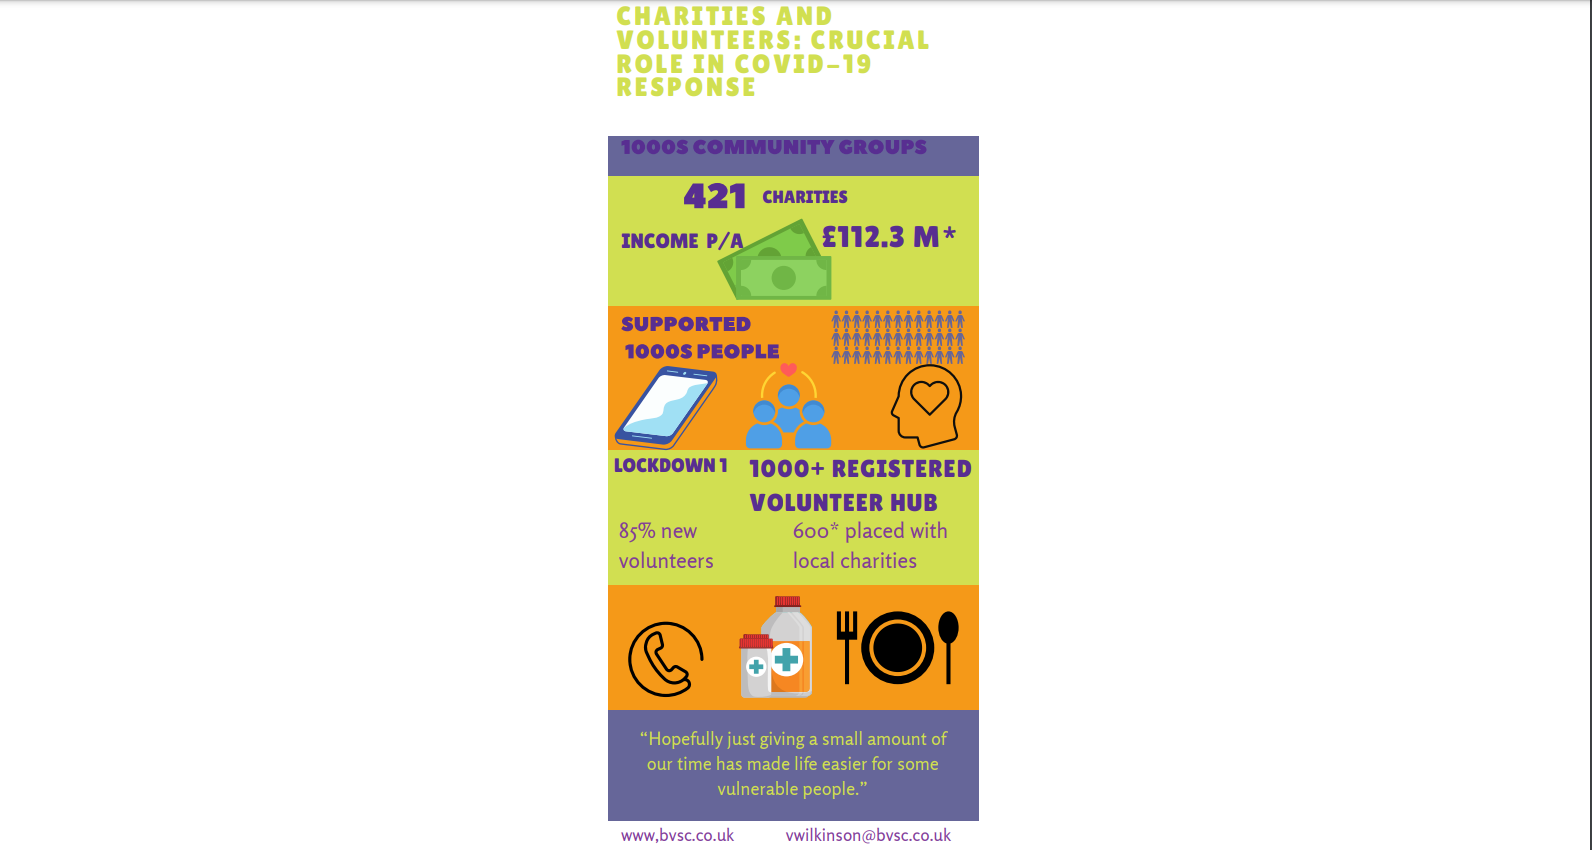 CHARITIES AND
VOLUNTEERS: CRUCIAL
ROLE IN COVID-19
RESPONSE
1000S COMMUNITY GROUPS
421 CHARITIES
INCOME P/A £112.3 M*
SUPPORTED
1000S PEOPLE
LOCKDOWN 1
1000+ REGISTERED
VOLUNTEER HUB
85% new
volunteers
600* placed with
local charities
“Hopefully just giving a small amount of
our time has made life easier for some
vulnerable people.”
www,bvsc.co.uk vwilkinson@bvsc.co.uk